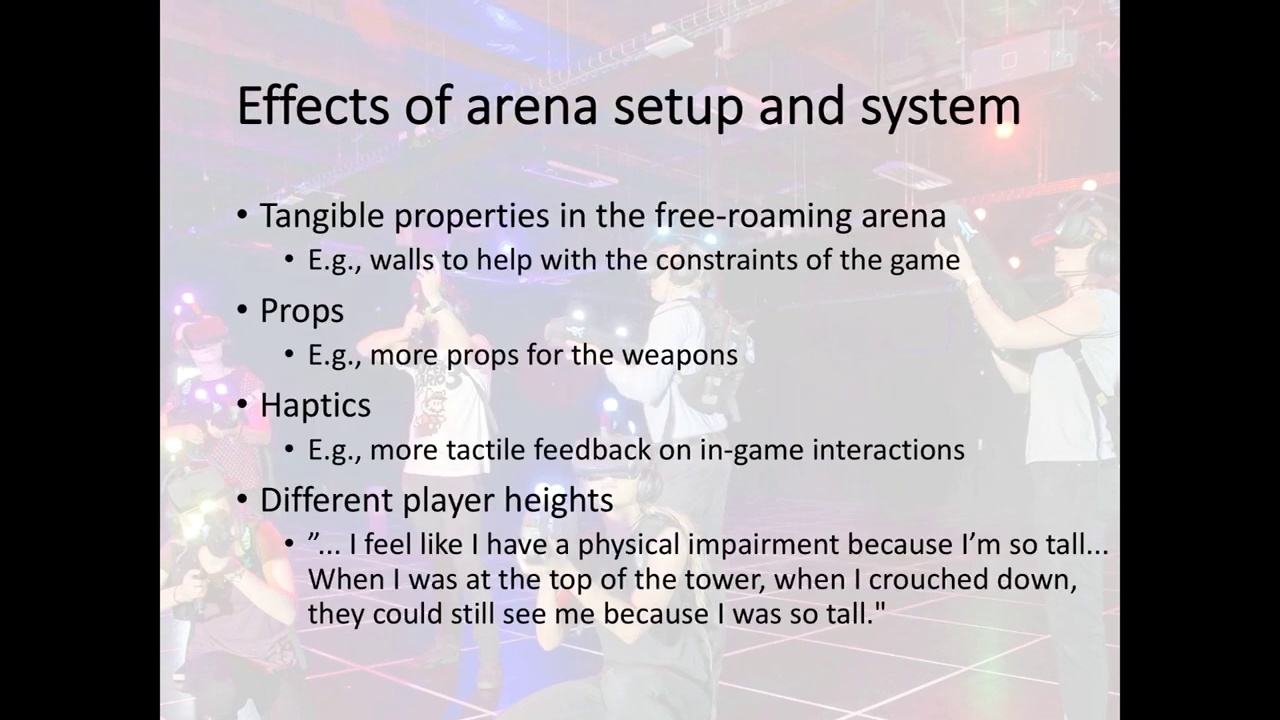 Effects of arena setup and system
• Tangible properties in the free-roaming arena
• E.g., walls to help with the constraints of the game
• Props
• E.g., more props for the weapons
• Haptics
• E.g., more tactile feedback on in-game interactions
• Different player heights
• ”... I feel like I have a physical impairment because I’m so tall...
When I was at the top of the tower, when I crouched down,
they could still see me because I was so tall."